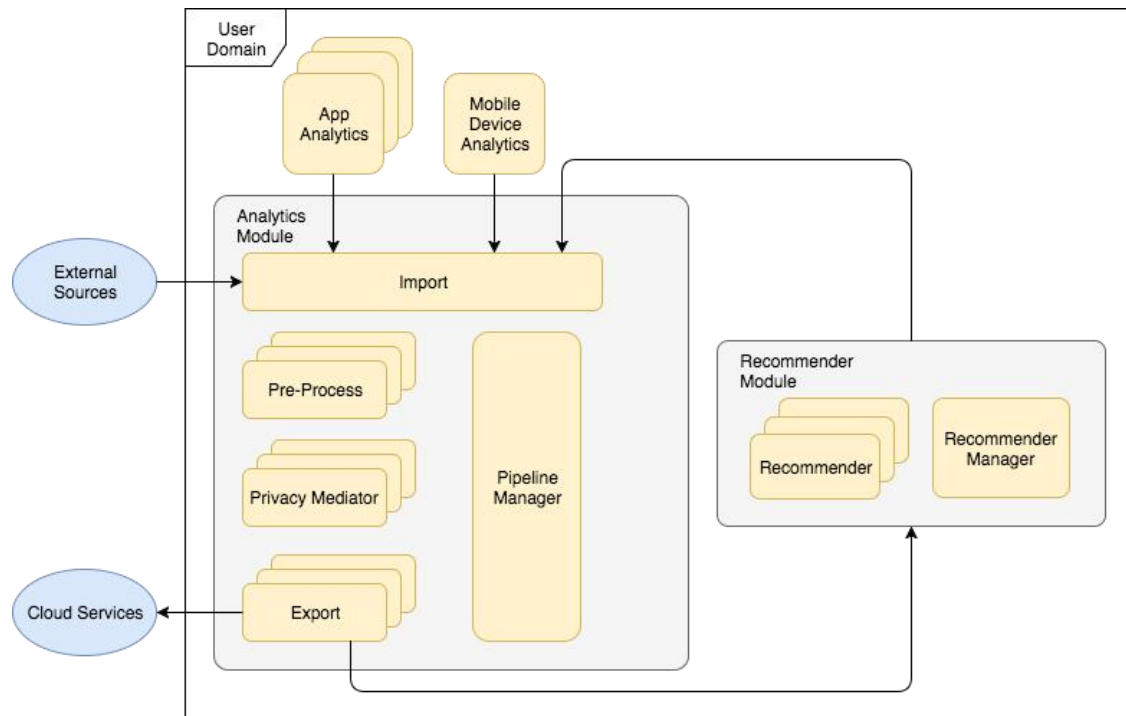 User
Domain
App
Analytics
Mobile
Device
Analytics
Analytics
Module
External
Sources
Import
Pre-Process
Privacy Mediator
Pipeline
Manager
Export
Cloud Services
Recommender
Module
Recommender
Recommender
Manager